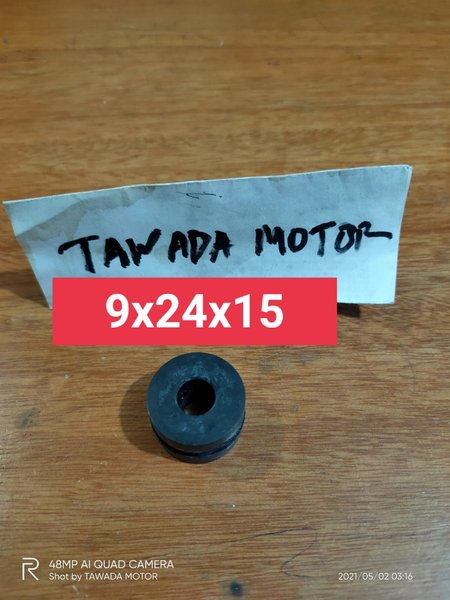 TAWADA MOTOR
9x24x15
48MP AI QUAD CAMERA
Shot by TAWADA MOTOR
2021/05/02 03:16